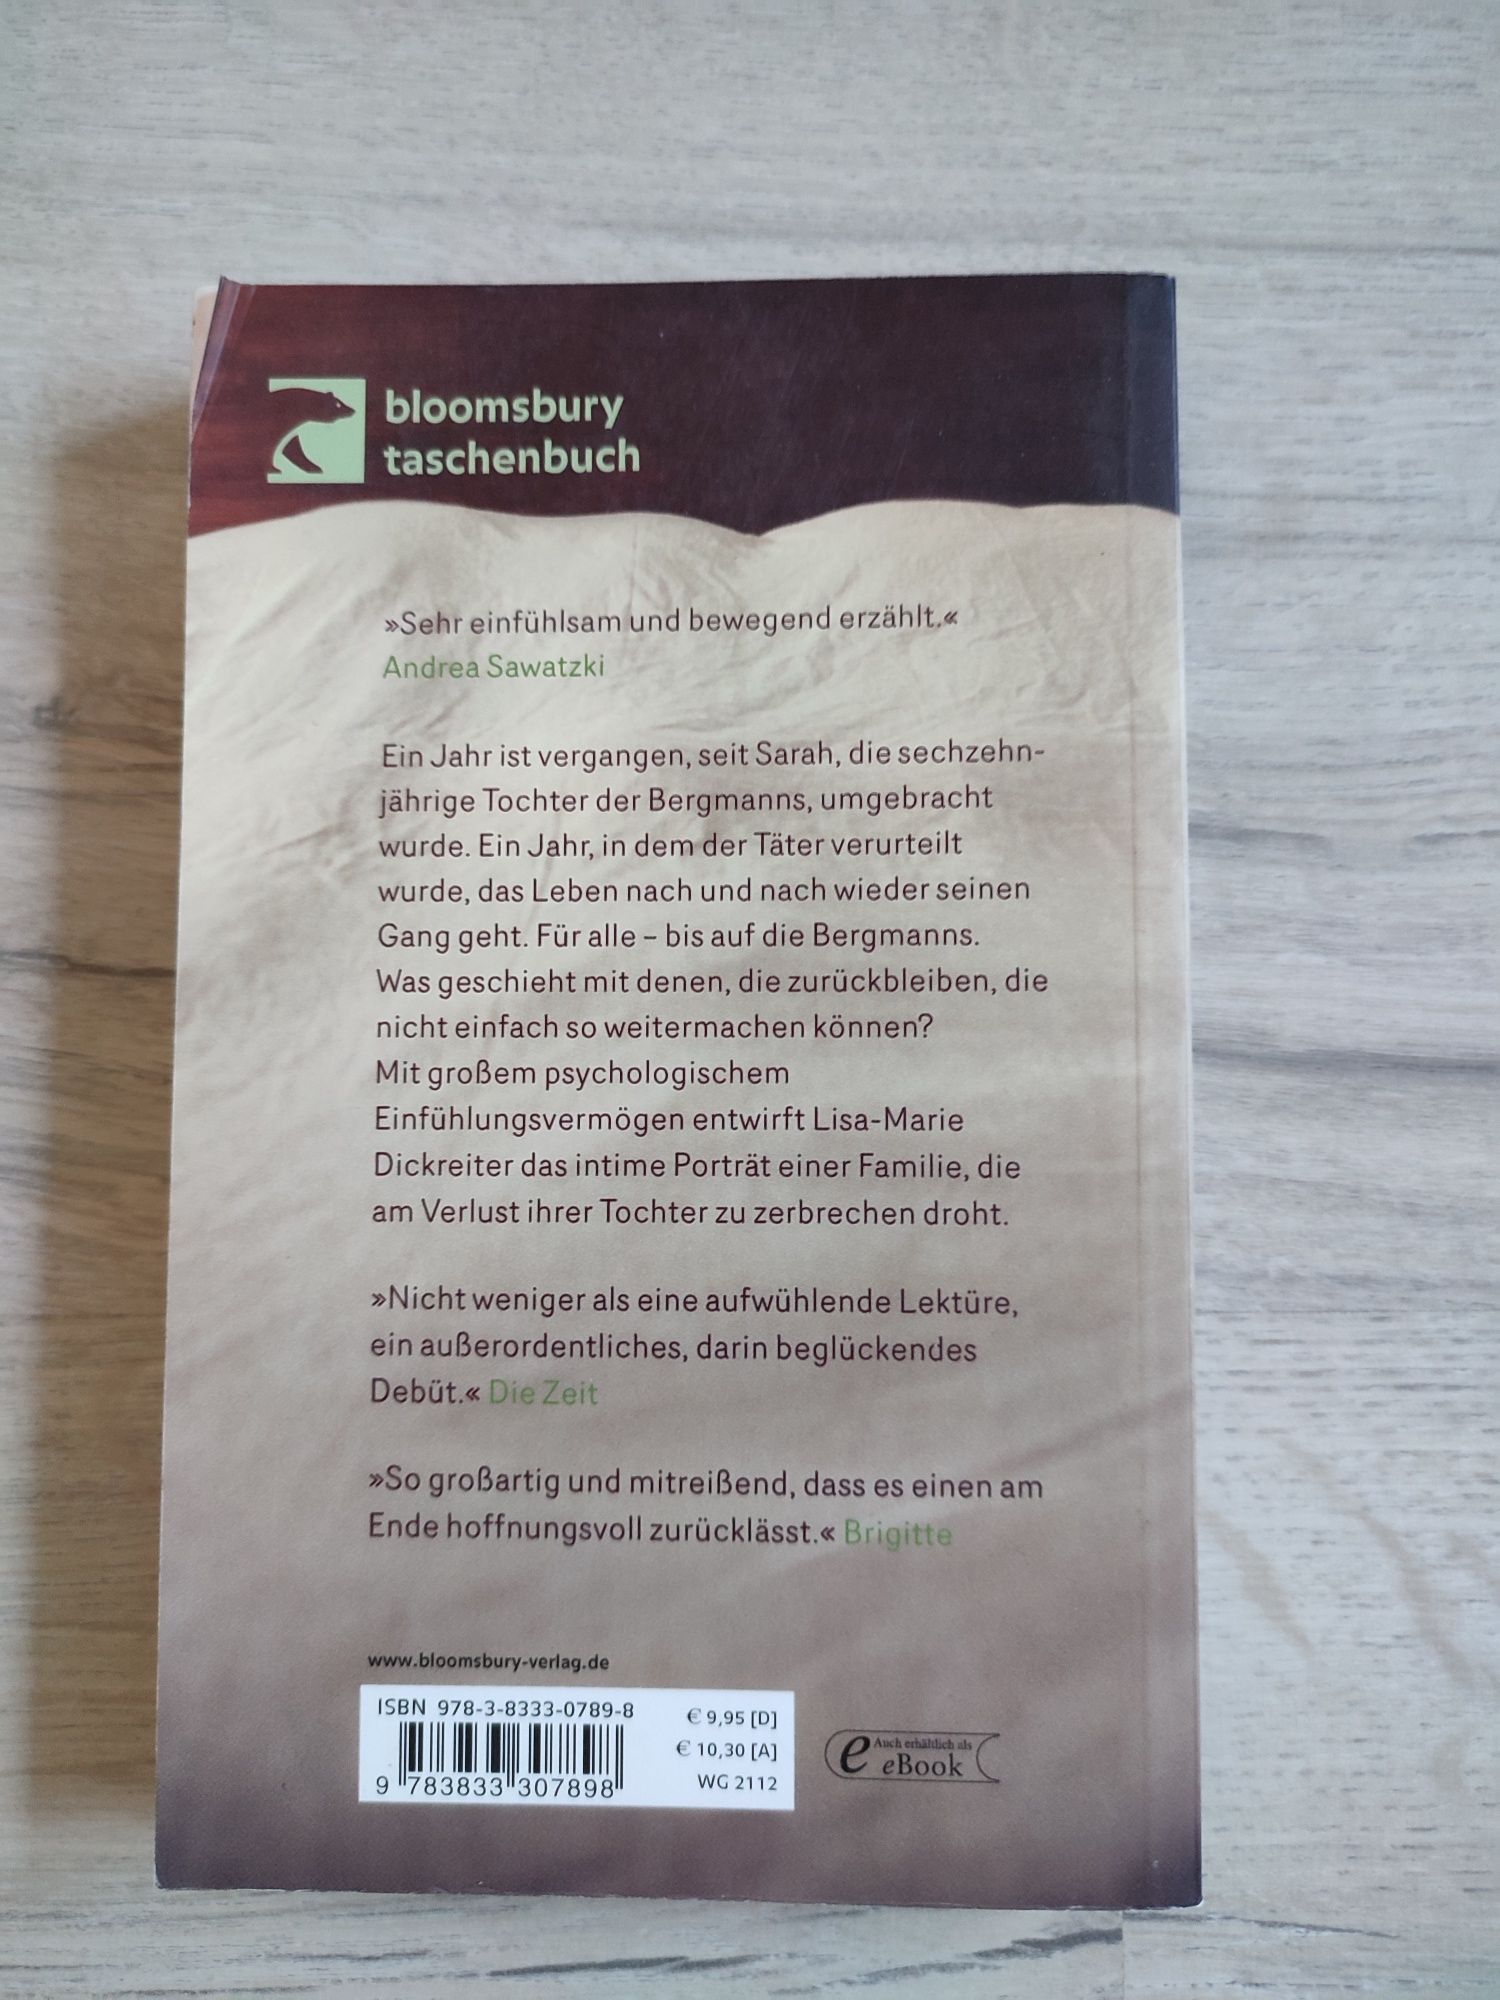 bloomsbury
taschenbuch
»Sehr einfühlsam und bewegend erzählt.«
Andrea Sawatzki
Ein Jahr ist vergangen, seit Sarah, die sechzehn-
jährige Tochter der Bergmanns, umgebracht
wurde. Ein Jahr, in dem der Täter verurteilt
wurde, das Leben nach und nach wieder seinen
Gang geht. Für alle – bis auf die Bergmanns.
Was geschieht mit denen, die zurückbleiben, die
nicht einfach so weitermachen können?
Mit großem psychologischem
Einfühlungsvermögen entwirft Lisa-Marie
Dickreiter das intime Porträt einer Familie, die
am Verlust ihrer Tochter zu zerbrechen droht.
»Nicht weniger als eine aufwühlende Lektüre,
ein außerordentliches, darin beglückendes
Debüt.« Die Zeit
»So großartig und mitreißend, dass es einen am
Ende hoffnungsvoll zurücklässt.« Brigitte
www.bloomsbury-verlag.de
ISBN 978-3-8333-0789-8
9 783833 307898
€ 9,95 [D]
€ 10,30 [A]
WG 2112
e Auch erhältlich als
eBook